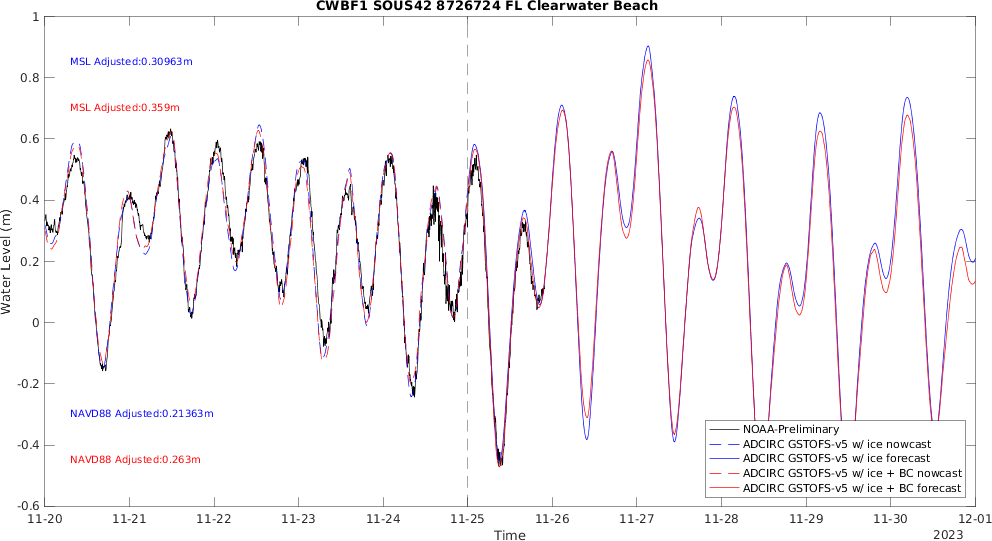 CWBF1 SOUS42 8726724 FL Clearwater Beach
1
0.8
0.6
0.4
0.2
0
-0.2
-0.4
-0.6
Water Level (m)
MSL Adjusted:0.30963m
MSL Adjusted:0.359m
NAVD88 Adjusted:0.21363m
NAVD88 Adjusted:0.263m
NOAA-Preliminary
ADCIRC GSTOFS-v5 w/ ice nowcast
ADCIRC GSTOFS-v5 w/ ice forecast
ADCIRC GSTOFS-v5 w/ ice + BC nowcast
ADCIRC GSTOFS-v5 w/ ice + BC forecast
11-20 11-21 11-22 11-23 11-24 11-25 11-26 11-27 11-28 11-29 11-30 12-01
Time
2023